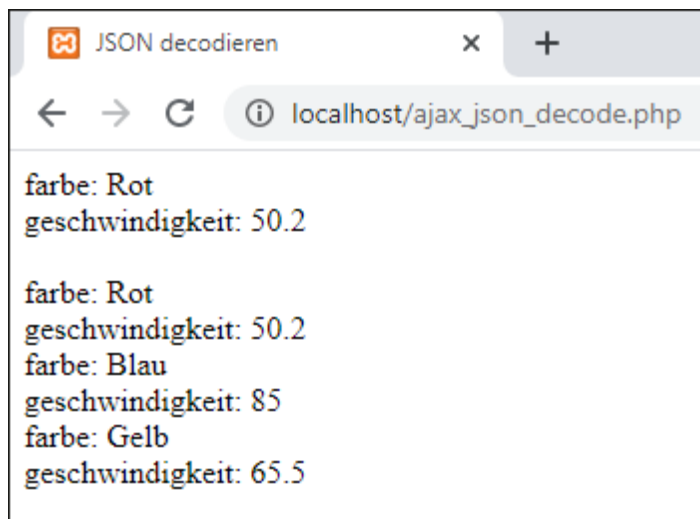 JSON decodieren
localhost/ajax_json_decode.php
farbe: Rot
geschwindigkeit: 50.2

farbe: Rot
geschwindigkeit: 50.2
farbe: Blau
geschwindigkeit: 85
farbe: Gelb
geschwindigkeit: 65.5